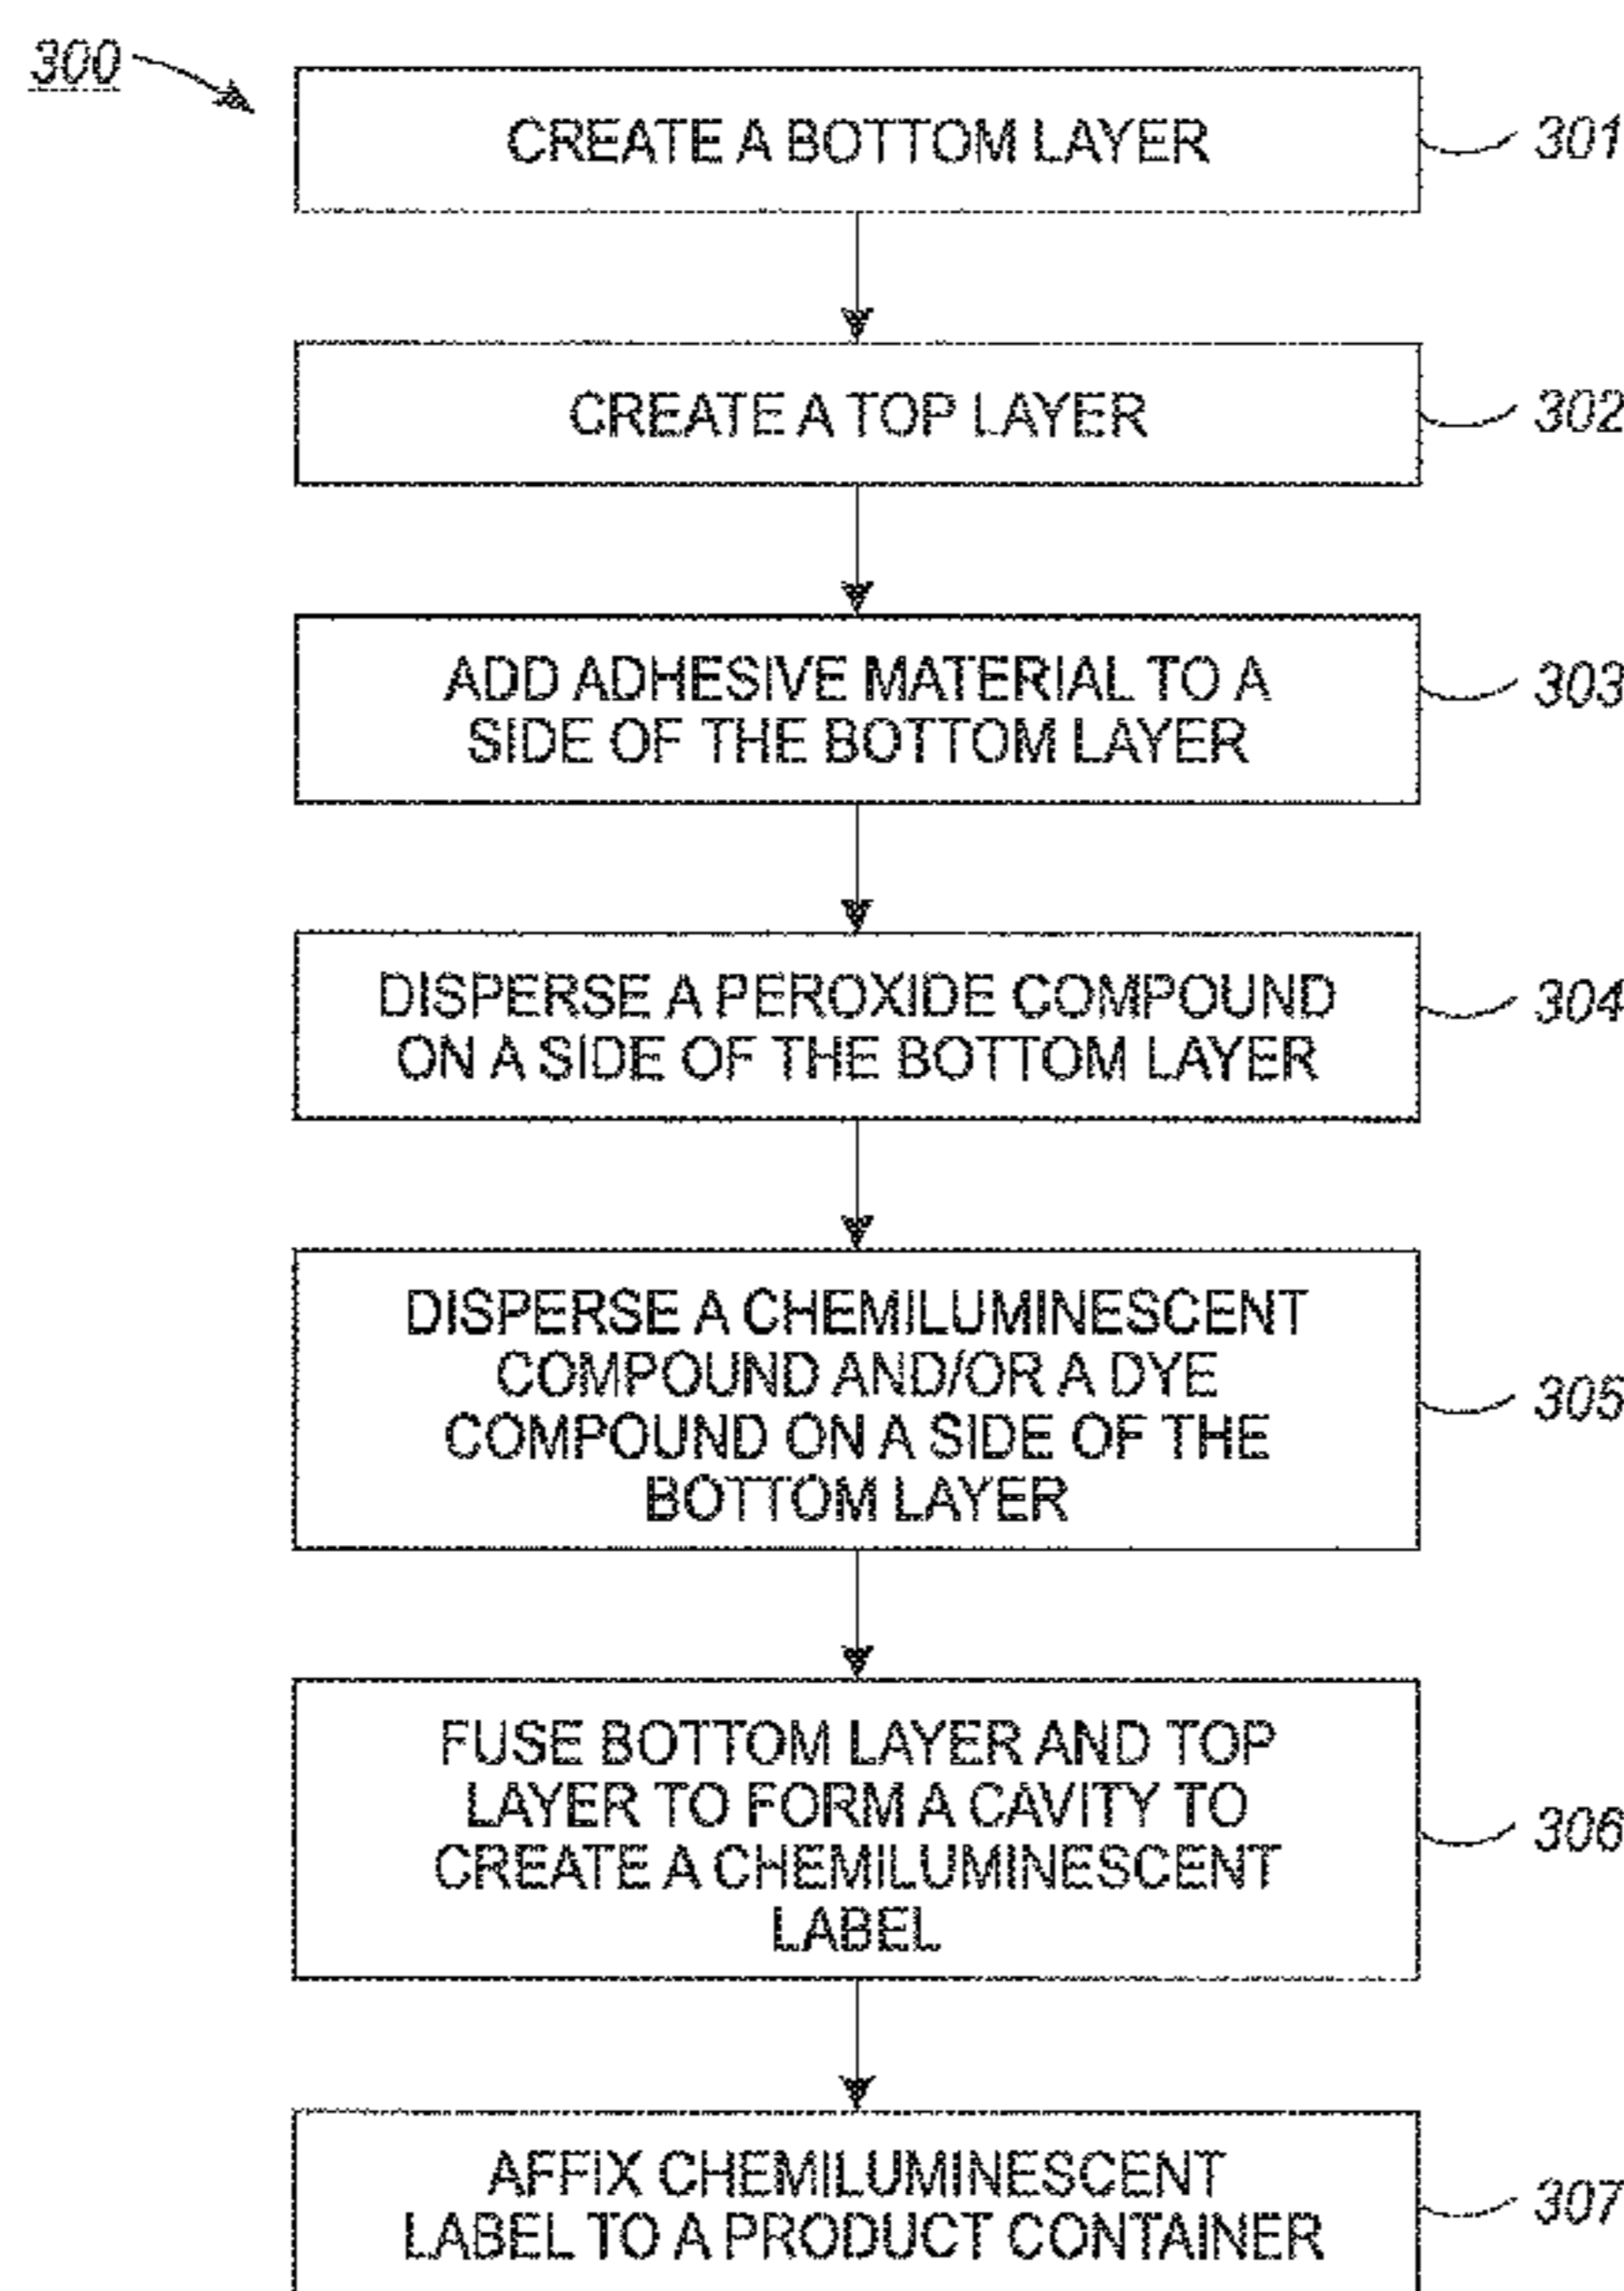 300
CREATE A BOTTOM LAYER
301
CREATE A TOP LAYER
302
ADD ADHESIVE MATERIAL TO A
SIDE OF THE BOTTOM LAYER
303
DISPERSE A PEROXIDE COMPOUND
ON A SIDE OF THE BOTTOM LAYER
304
DISPERSE A CHEMILUMINESCENT
COMPOUND AND/OR A DYE
COMPOUND ON A SIDE OF THE
BOTTOM LAYER
305
FUSE BOTTOM LAYER AND TOP
LAYER TO FORM A CAVITY TO
CREATE A CHEMILUMINESCENT
LABEL
306
AFFIX CHEMILUMINESCENT
LABEL TO A PRODUCT CONTAINER
307